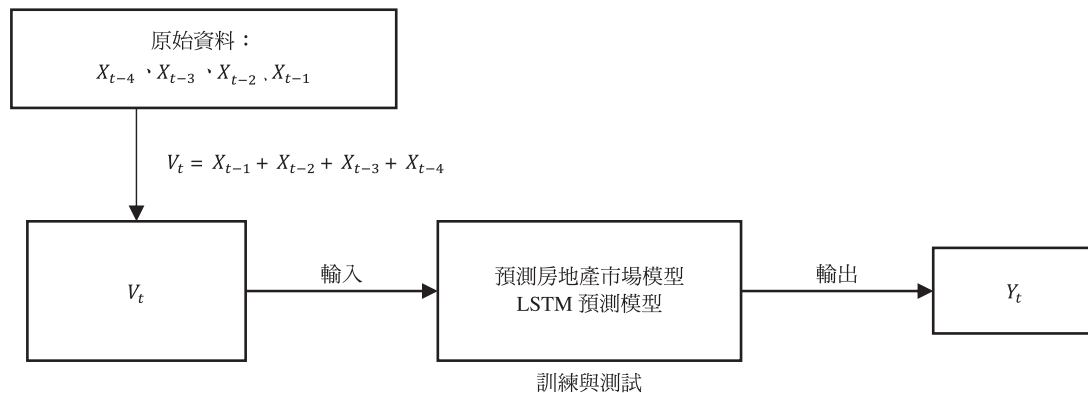 原始資料：
X_{t−4}、X_{t−3}、X_{t−2}、X_{t−1}
V_t = X_{t−1} + X_{t−2} + X_{t−3} + X_{t−4}
V_t
輸入
預測房地產市場模型
LSTM 預測模型
輸出
Y_t
訓練與測試